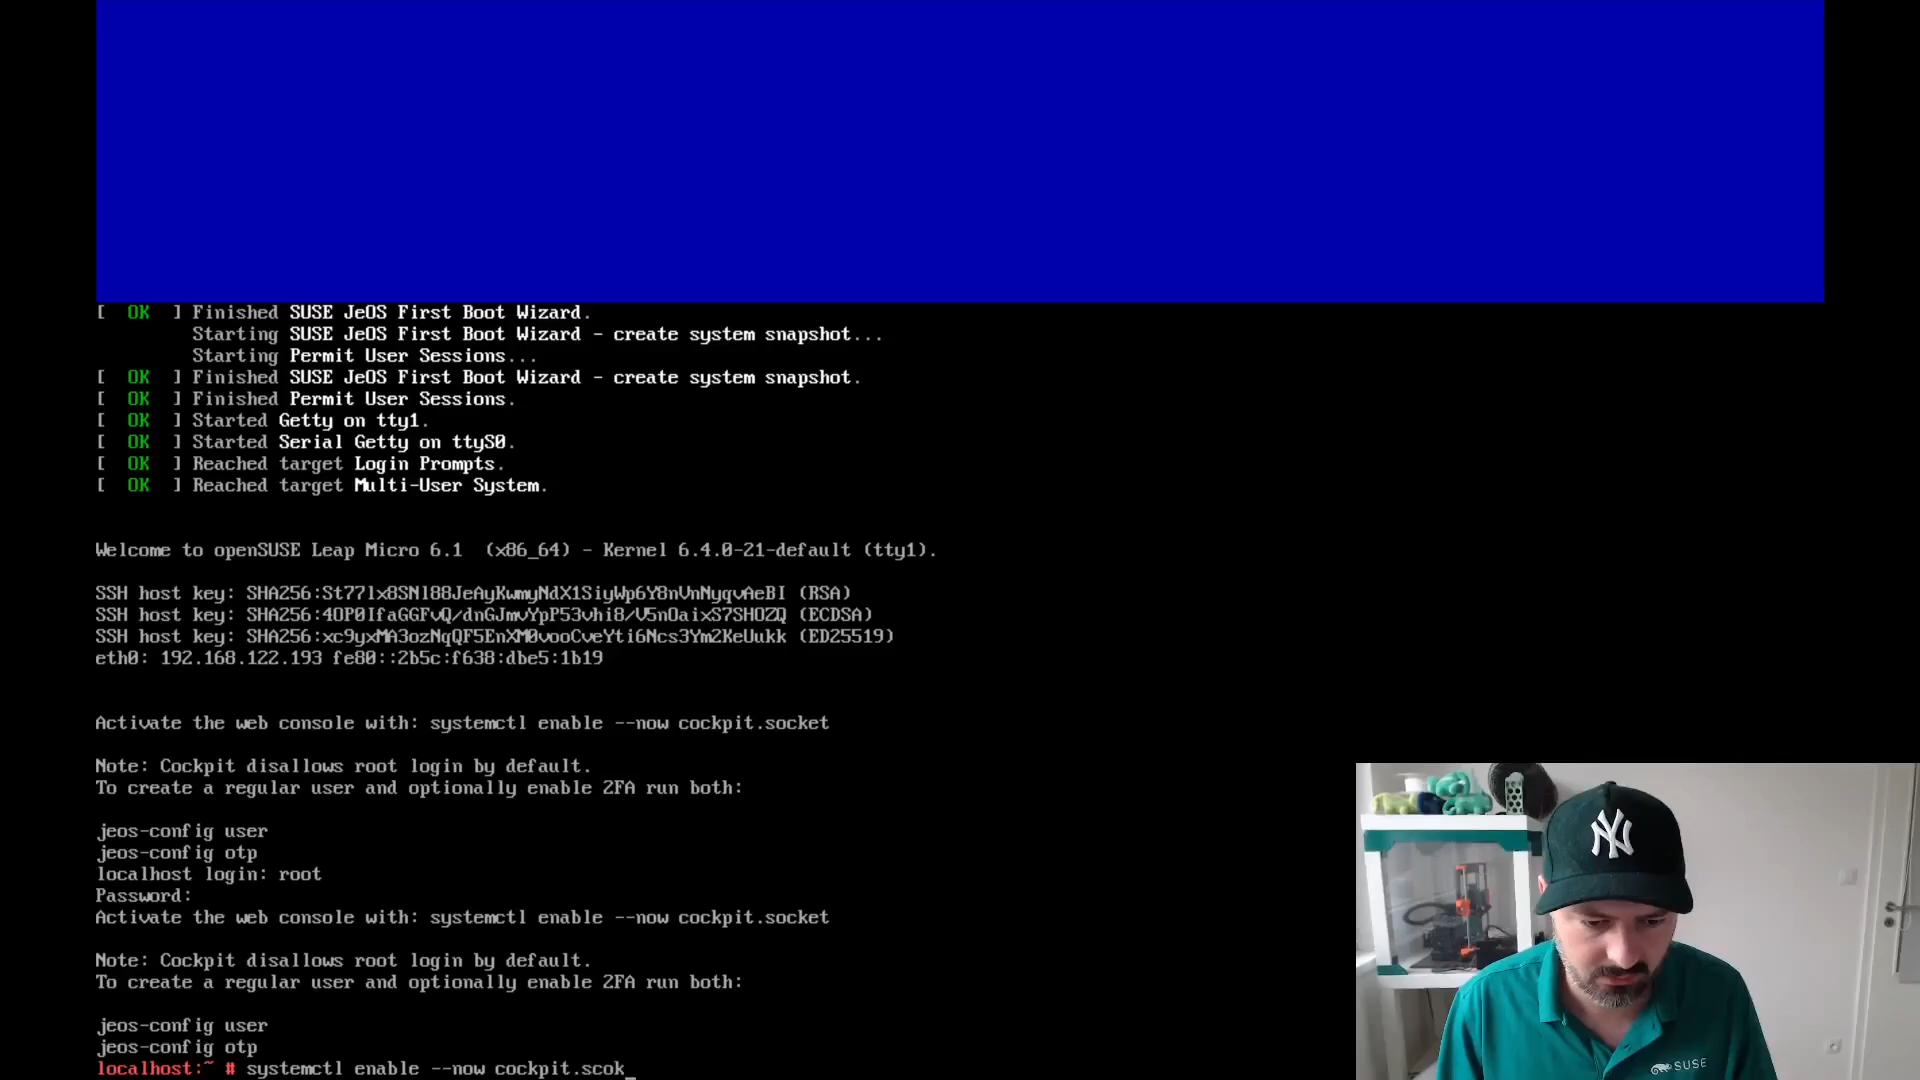 [  OK  ] Finished SUSE JeOS First Boot Wizard.
Starting SUSE JeOS First Boot Wizard - create system snapshot...
Starting Permit User Sessions...
[  OK  ] Finished SUSE JeOS First Boot Wizard - create system snapshot.
[  OK  ] Finished Permit User Sessions.
[  OK  ] Started Getty on tty1.
[  OK  ] Started Serial Getty on ttyS0.
[  OK  ] Reached target Login Prompts.
[  OK  ] Reached target Multi-User System.
Welcome to openSUSE Leap Micro 6.1  (x86_64) - Kernel 6.4.0-21-default (tty1).
SSH host key: SHA256:St77lx8SNl88JeAyKwmyNdX1SiyWp6Y8nVnNyqvAeBI (RSA)
SSH host key: SHA256:4OP0IfaGGFvQ/dnGJmvYpP53vhi8/V5nOaixS7SHOZQ (ECDSA)
SSH host key: SHA256:xc9yxMA3ozNqQF5EnXM0vooCveYti6Ncs3Ym2KeUukk (ED25519)
eth0: 192.168.122.193 fe80::2b5c:f638:dbe5:1b19
Activate the web console with: systemctl enable --now cockpit.socket
Note: Cockpit disallows root login by default.
To create a regular user and optionally enable 2FA run both:
jeos-config user
jeos-config otp
localhost login: root
Password:
Activate the web console with: systemctl enable --now cockpit.socket
Note: Cockpit disallows root login by default.
To create a regular user and optionally enable 2FA run both:
jeos-config user
jeos-config otp
localhost:~ # systemctl enable --now cockpit.scok_
NY
SUSE